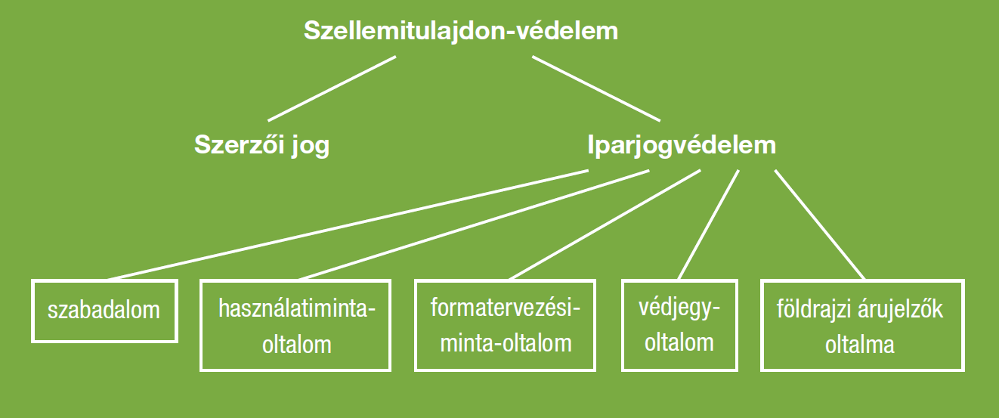 Szellemitulajdon-védelem
Szerzői jog
Iparjogvédelem
szabadalom
használatiminta-
oltalom
formatervezési-
minta-oltalom
védjegy-
oltalom
földrajzi árujelzők
oltalma